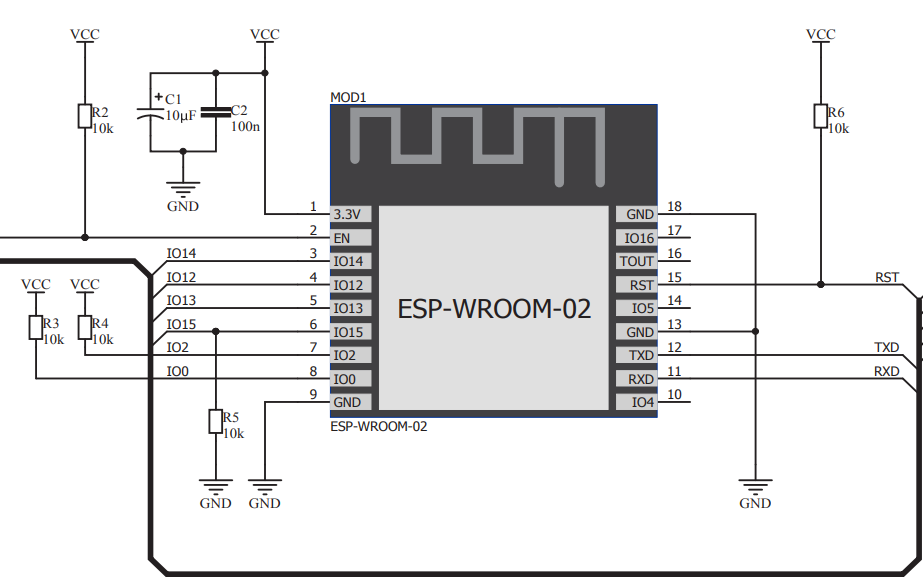 VCC
VCC
VCC
C1
10µF
C2
100n
R2
10k
R6
10k
GND
MOD1
1
3.3V
2
EN
IO14
3
IO14
IO12
4
IO12
IO13
5
IO13
IO15
6
IO15
IO2
7
IO2
IO0
8
IO0
9
GND
ESP-WROOM-02
GND
18
IO16
17
TOUT
16
RST
15
RST
IO5
14
GND
13
TXD
12
TXD
RXD
11
RXD
IO4
10
VCC
VCC
R3
10k
R4
10k
R5
10k
ESP-WROOM-02
GND
GND
GND